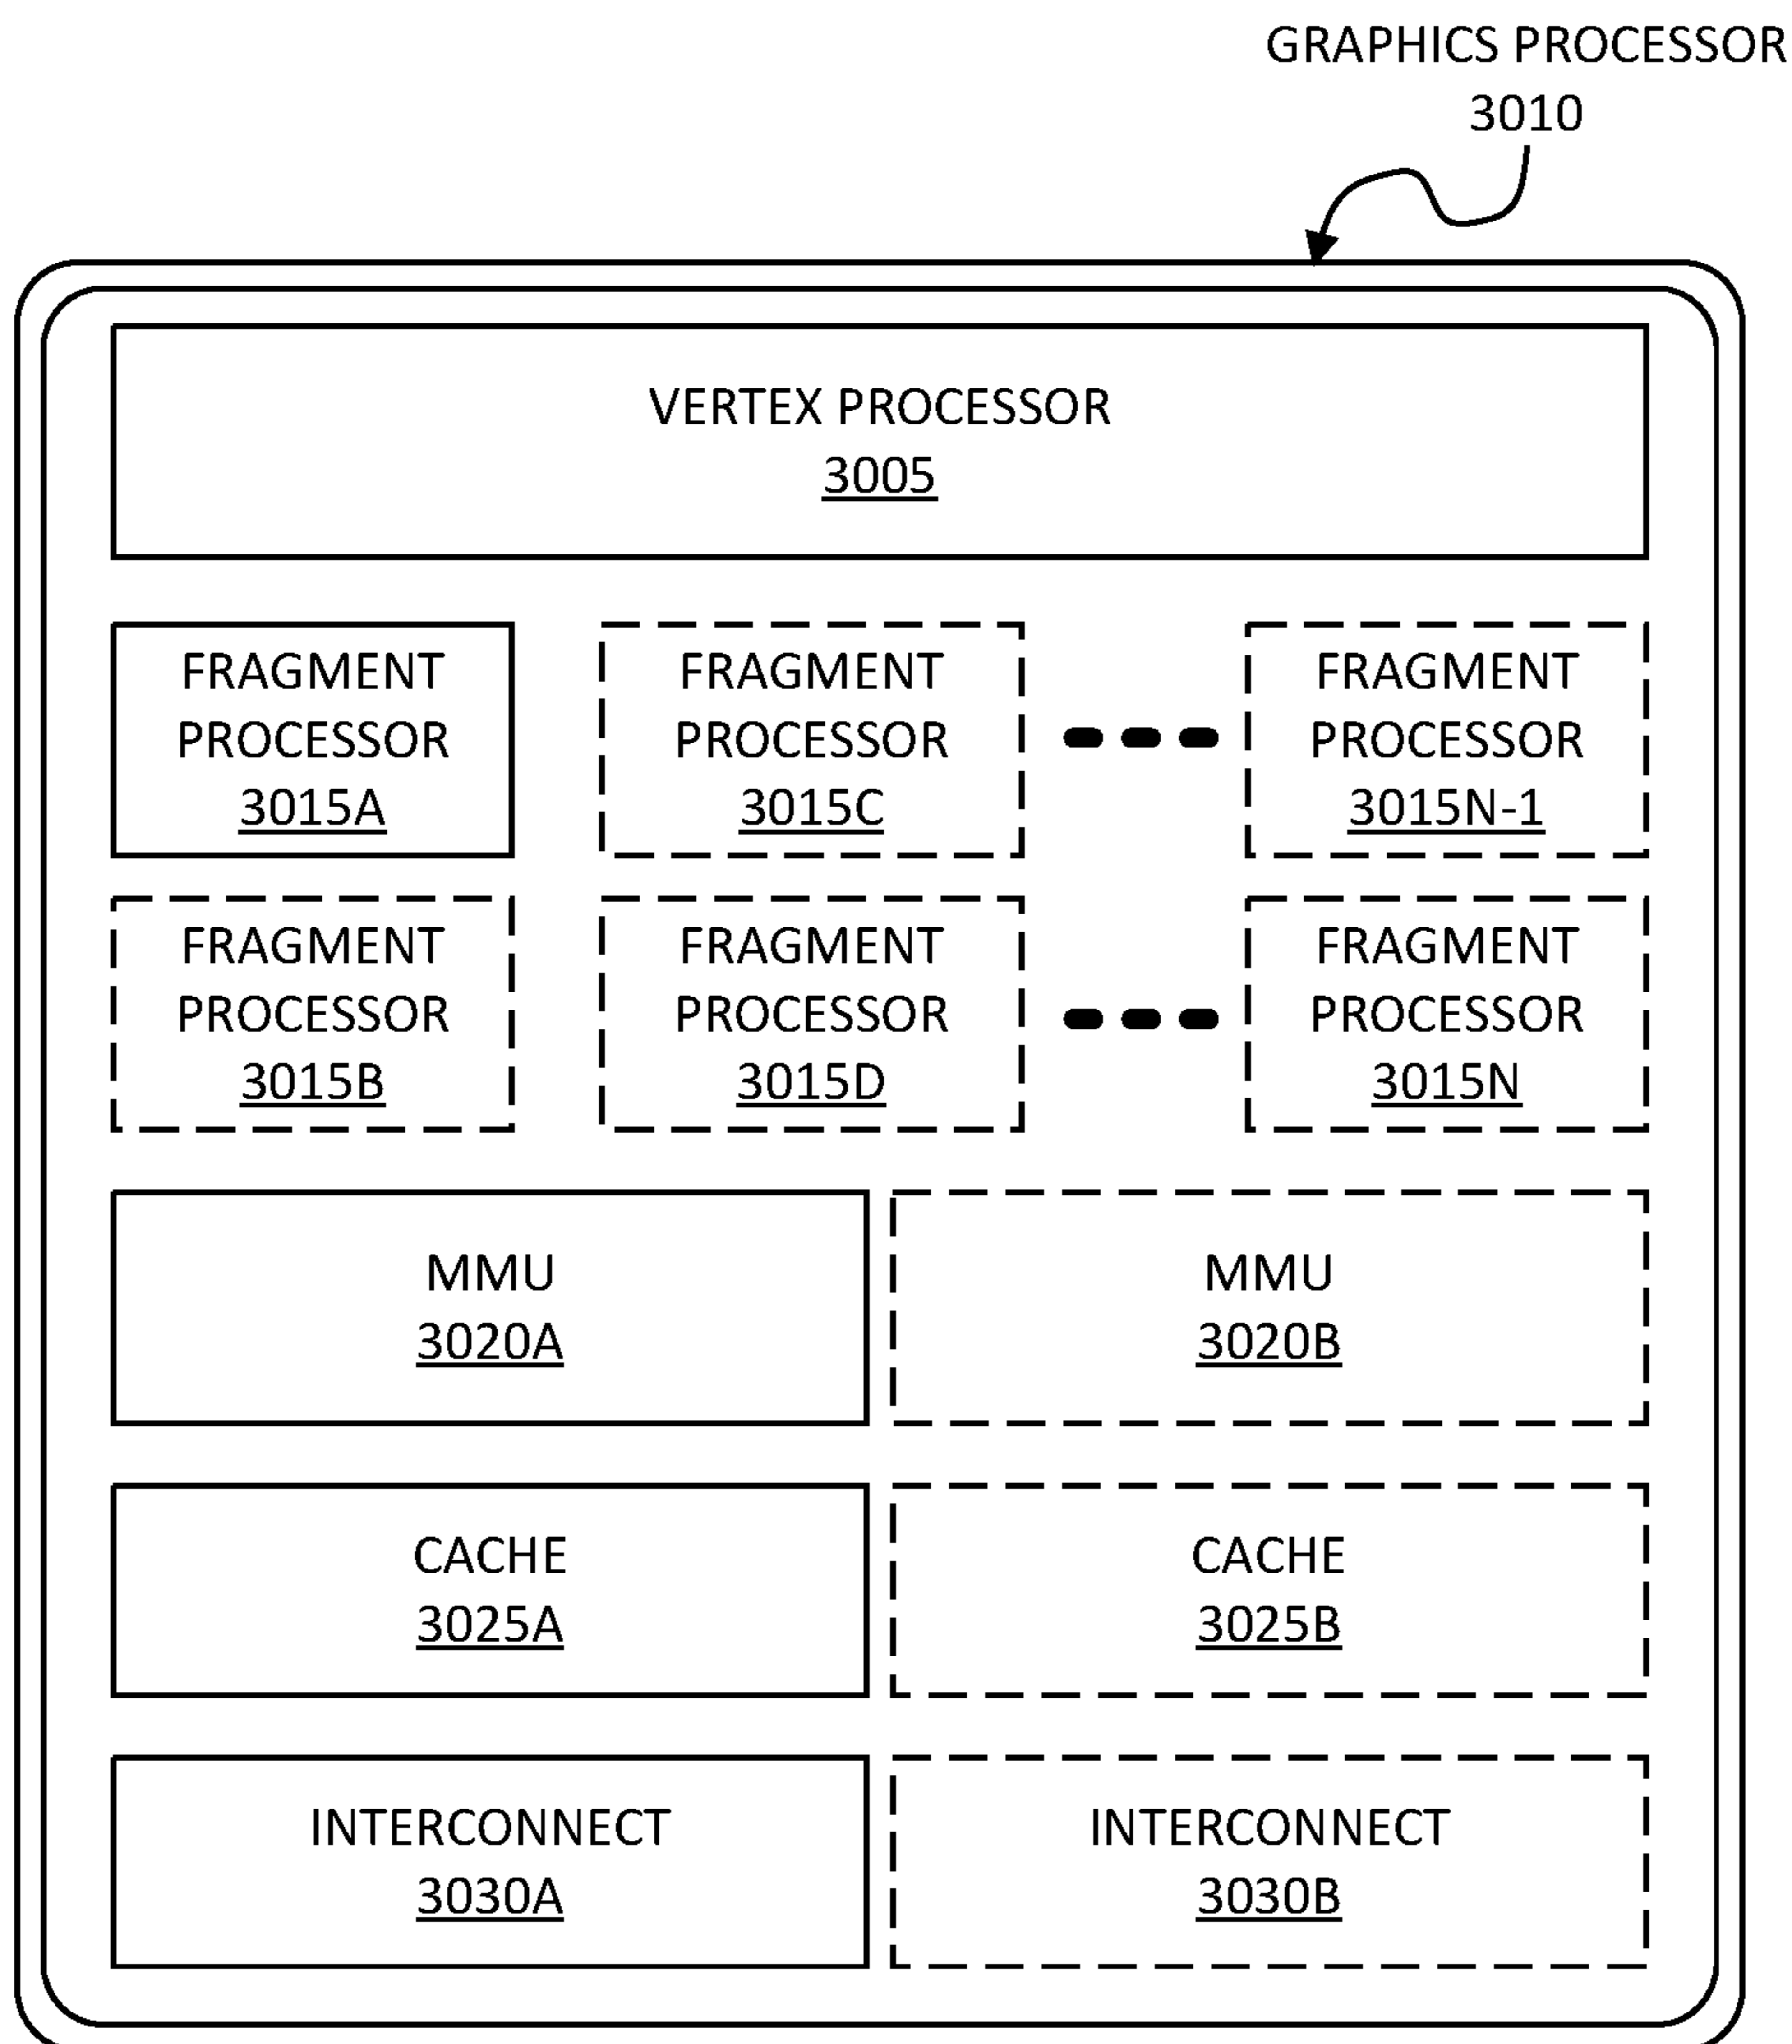 GRAPHICS PROCESSOR
3010
VERTEX PROCESSOR
3005
FRAGMENT
PROCESSOR
3015A
FRAGMENT
PROCESSOR
3015C
FRAGMENT
PROCESSOR
3015N-1
FRAGMENT
PROCESSOR
3015B
FRAGMENT
PROCESSOR
3015D
FRAGMENT
PROCESSOR
3015N
MMU
3020A
MMU
3020B
CACHE
3025A
CACHE
3025B
INTERCONNECT
3030A
INTERCONNECT
3030B